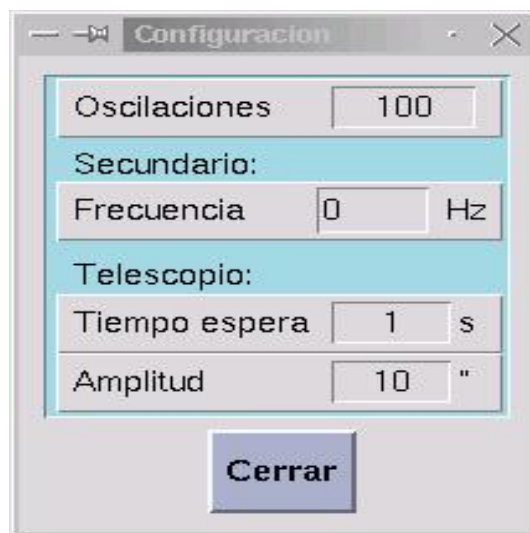 Configuracion
Oscilaciones 100
Secundario:
Frecuencia 0 Hz
Telescopio:
Tiempo espera 1 s
Amplitud 10 "
Cerrar